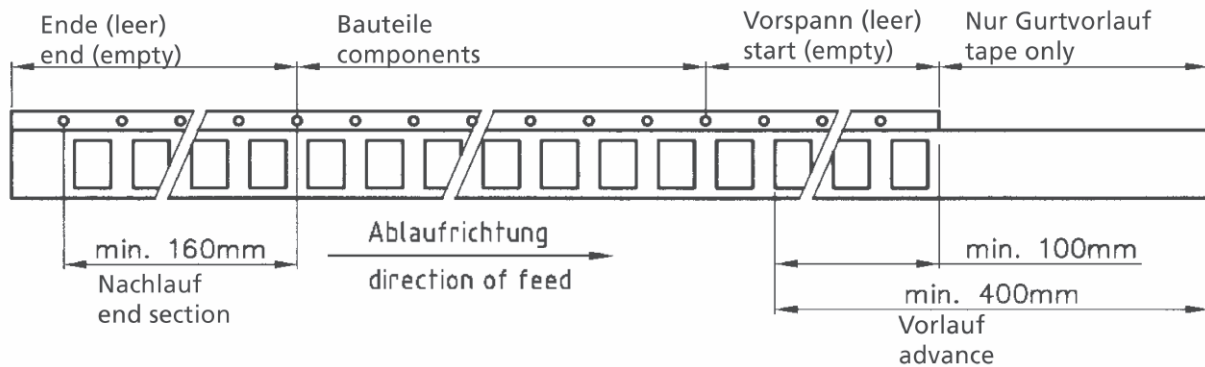 Ende (leer)
end (empty)
Bauteile
components
Vorspann (leer)
start (empty)
Nur Gurtvorlauf
tape only
min. 160mm
Nachlauf
end section
Ablaufrichtung
direction of feed
min. 100mm
min. 400mm
Vorlauf
advance